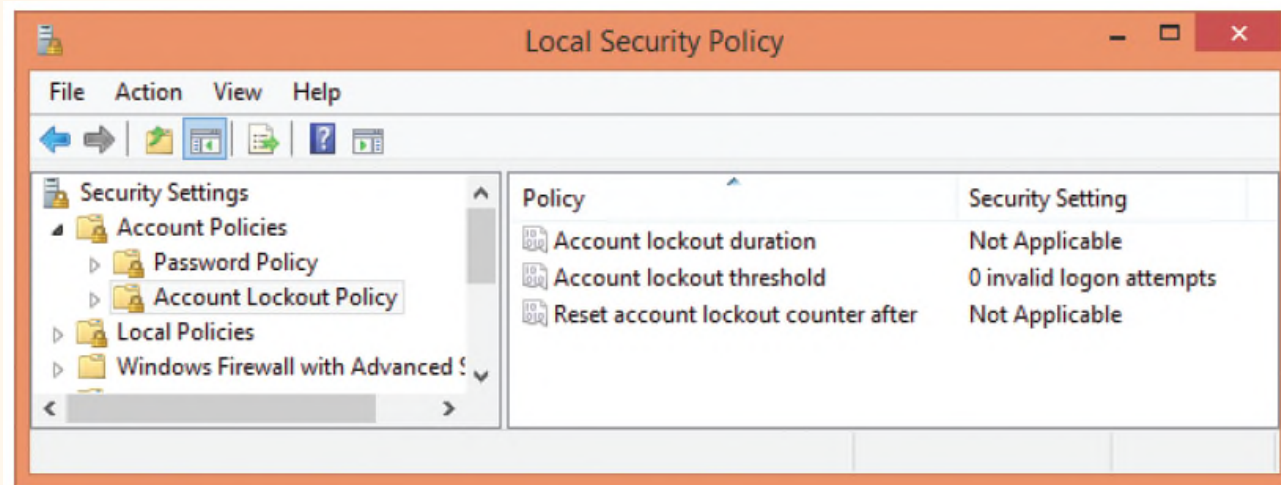 Local Security Policy
File Action View Help
Security Settings
Account Policies
Password Policy
Account Lockout Policy
Local Policies
Windows Firewall with Advanced
Policy Security Setting
Account lockout duration Not Applicable
Account lockout threshold 0 invalid logon attempts
Reset account lockout counter after Not Applicable